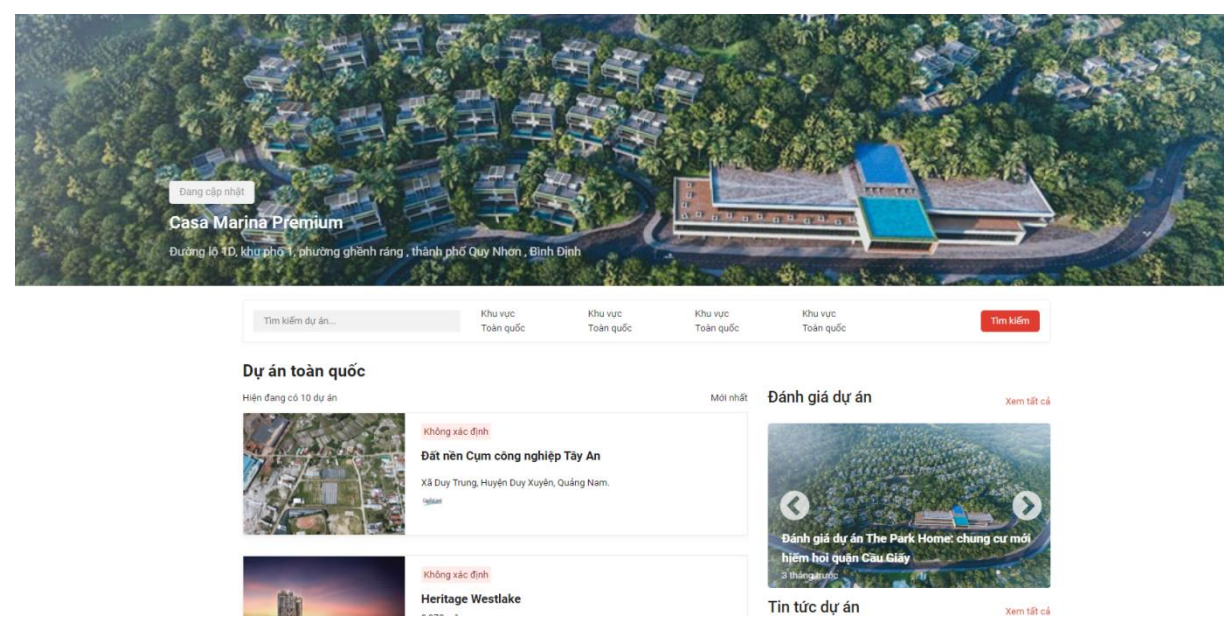 Đang cập nhật
Casa Marina Premium
Đường lô 1D, khu phố 1, phường ghềnh ráng , thành phố Quy Nhơn , Bình Định
Tìm kiếm dự án...
Khu vực
Toàn quốc
Khu vực
Toàn quốc
Khu vực
Toàn quốc
Khu vực
Toàn quốc
Tìm kiếm
Dự án toàn quốc
Hiện đang có 10 dự án
Mới nhất
Không xác định
Đất nền Cụm công nghiệp Tây An
Xã Duy Trung, Huyện Duy Xuyên, Quảng Nam.
Không xác định
Heritage Westlake
Đánh giá dự án
Xem tất cả
Đánh giá dự án The Park Home: chung cư mới
hiếm hoi quận Cầu Giấy
3 tháng trước
Tin tức dự án
Xem tất cả